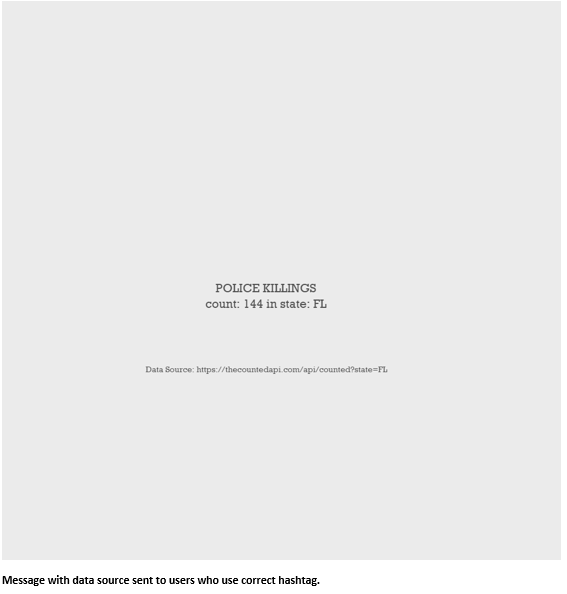 POLICE KILLINGS
count: 144 in state: FL
Data Source: https://thecountedapi.com/api/counted?state=FL
Message with data source sent to users who use correct hashtag.